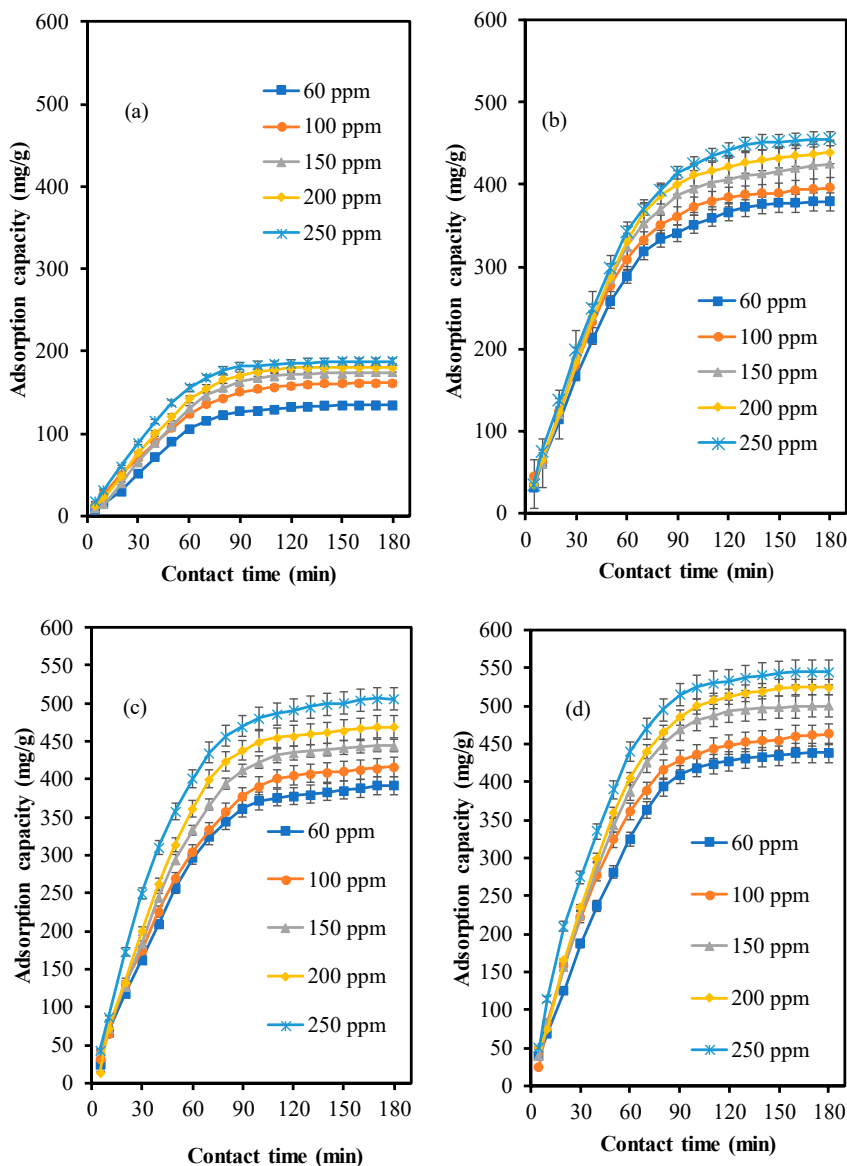 600
500
400
300
200
100
0
Adsorption capacity (mg/g)
(a)
60 ppm
100 ppm
150 ppm
200 ppm
250 ppm
0 30 60 90 120 150 180
Contact time (min)
600
500
400
300
200
100
0
Adsorption capacity (mg/g)
(b)
60 ppm
100 ppm
150 ppm
200 ppm
250 ppm
0 30 60 90 120 150 180
Contact time (min)
600
550
500
450
400
350
300
250
200
150
100
50
0
Adsorption capacity (mg/g)
(c)
60 ppm
100 ppm
150 ppm
200 ppm
250 ppm
0 30 60 90 120 150 180
Contact time (min)
600
550
500
450
400
350
300
250
200
150
100
50
0
Adsorption capacity (mg/g)
(d)
60 ppm
100 ppm
150 ppm
200 ppm
250 ppm
0 30 60 90 120 150 180
Contact time (min)